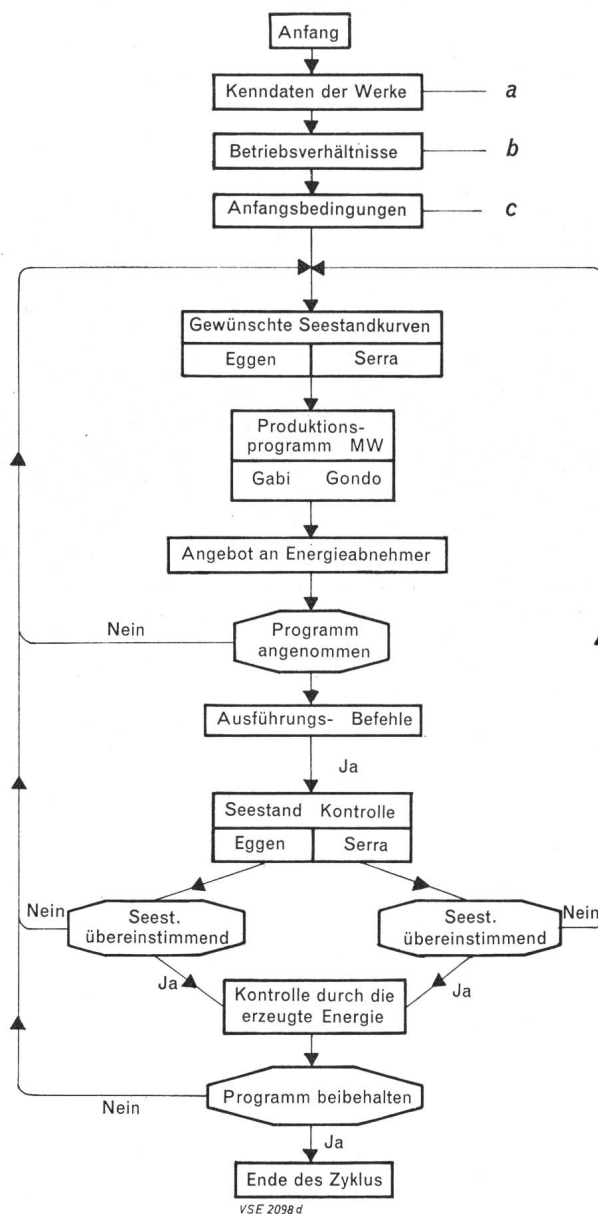 Anfang
Kenndaten der Werke
a
Betriebsverhältnisse
b
Anfangsbedingungen
c
Gewünschte Seestandkurven
Eggen
Serra
Produktions-
programm MW
Gabi Gondo
Angebot an Energieabnehmer
Nein
Programm
angenommen
Ausführungs- Befehle
Ja
Seestand Kontrolle
Eggen
Serra
Nein
Seest.
übereinstimmend
Seest.
übereinstimmend
Nein
Ja
Kontrolle durch die
erzeugte Energie
Ja
Nein
Programm beibehalten
Ja
Ende des Zyklus
VSE 2098 d